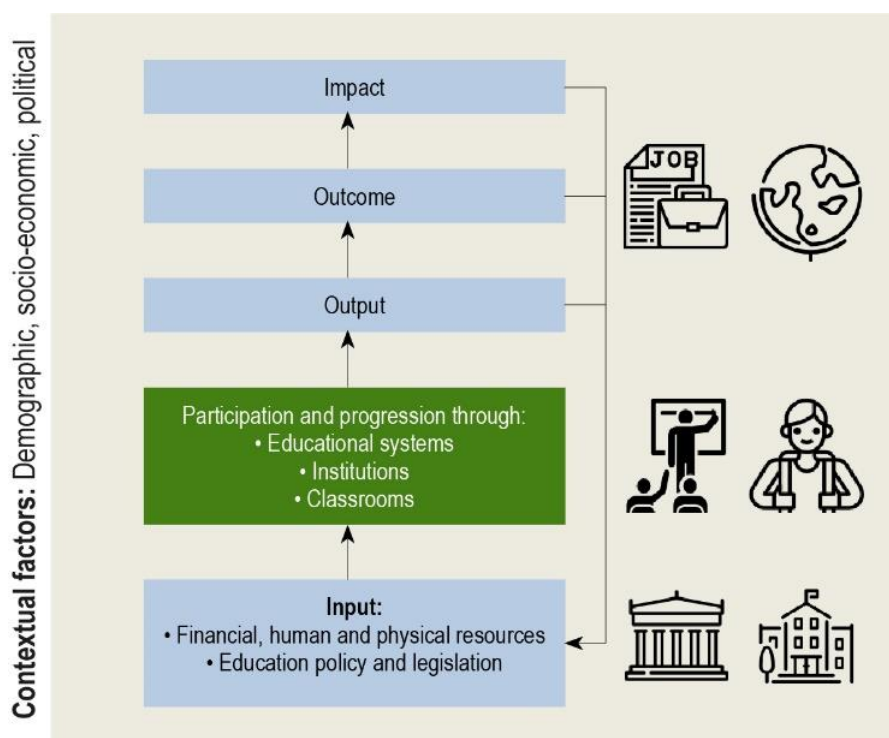 Contextual factors: Demographic, socio-economic, political
Impact
Outcome
JOB
Output
Participation and progression through:
• Educational systems
• Institutions
• Classrooms
Input:
• Financial, human and physical resources
• Education policy and legislation